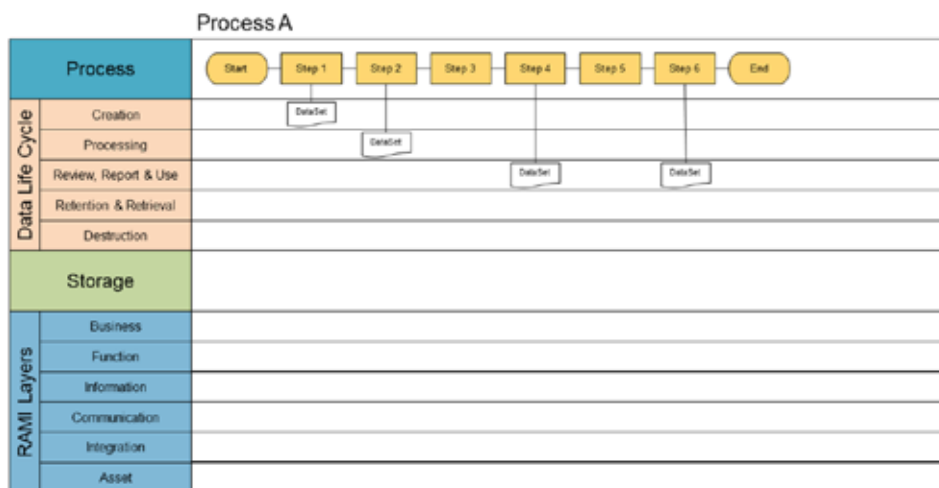 Process A
Process
Start
Step 1
Step 2
Step 3
Step 4
Step 5
Step 6
End
Data Life Cycle
Creation
DataSet
Processing
DataSet
Review, Report & Use
DataSet
DataSet
Retention & Retrieval
Destruction
Storage
RAMI Layers
Business
Function
Information
Communication
Integration
Asset